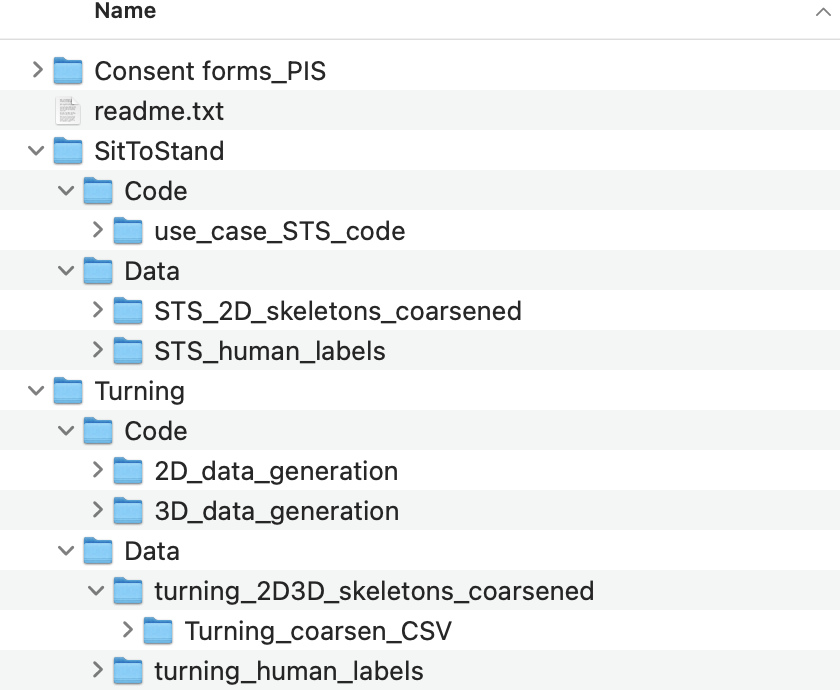 Name
Consent forms_PIS
readme.txt
SitToStand
Code
use_case_STS_code
Data
STS_2D_skeletons_coarsened
STS_human_labels
Turning
Code
2D_data_generation
3D_data_generation
Data
turning_2D3D_skeletons_coarsened
Turning_coarsen_CSV
turning_human_labels